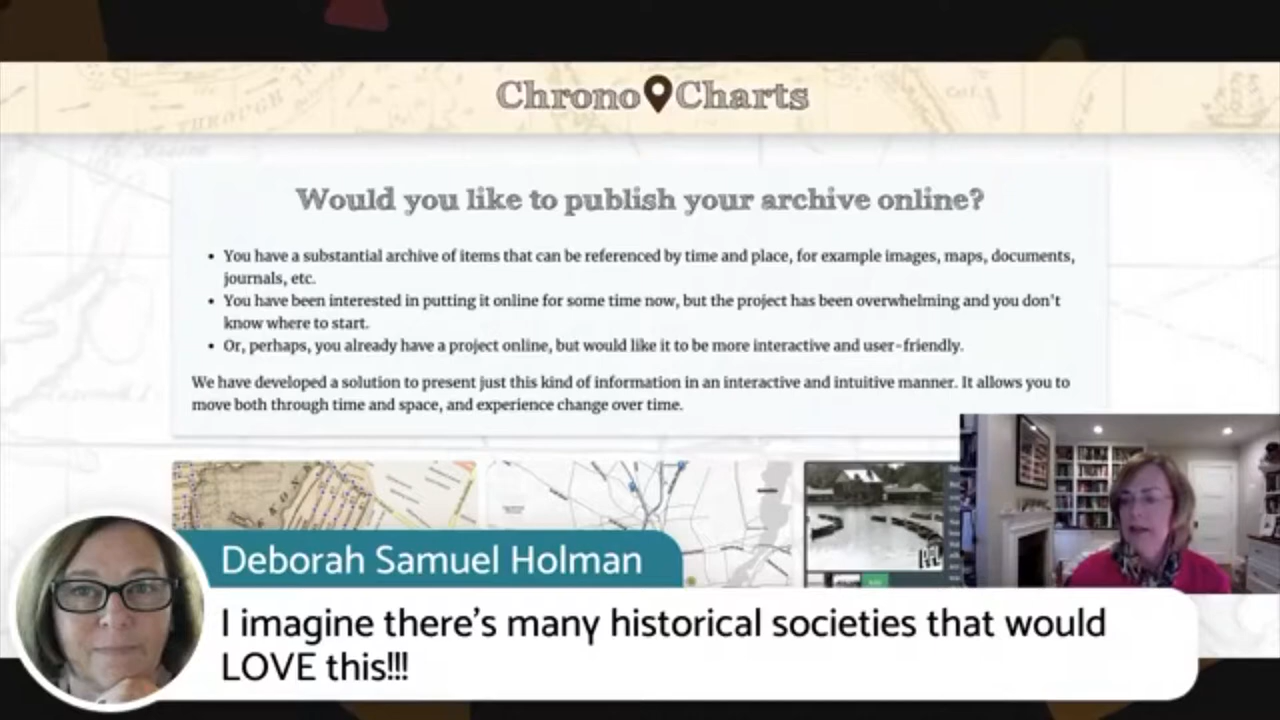 Chrono Charts
Would you like to publish your archive online?
• You have a substantial archive of items that can be referenced by time and place, for example images, maps, documents,
journals, etc.
• You have been interested in putting it online for some time now, but the project has been overwhelming and you don't
know where to start.
• Or, perhaps, you already have a project online, but would like it to be more interactive and user-friendly.
We have developed a solution to present just this kind of information in an interactive and intuitive manner. It allows you to
move both through time and space, and experience change over time.
Deborah Samuel Holman
I imagine there's many historical societies that would
LOVE this!!!